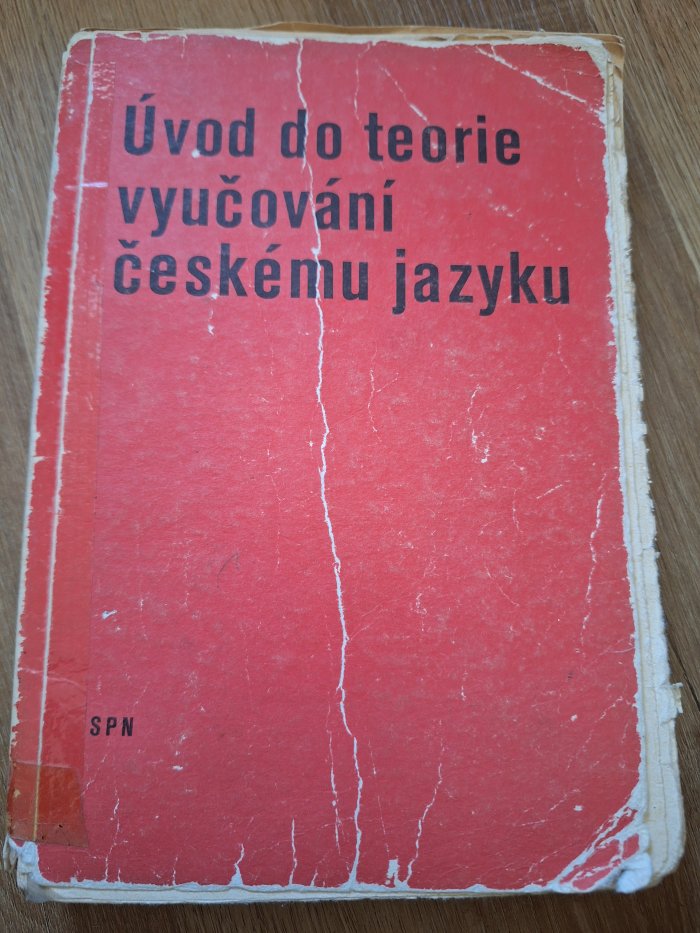 Úvod do teorie
vyučování
českému jazyku
SPN